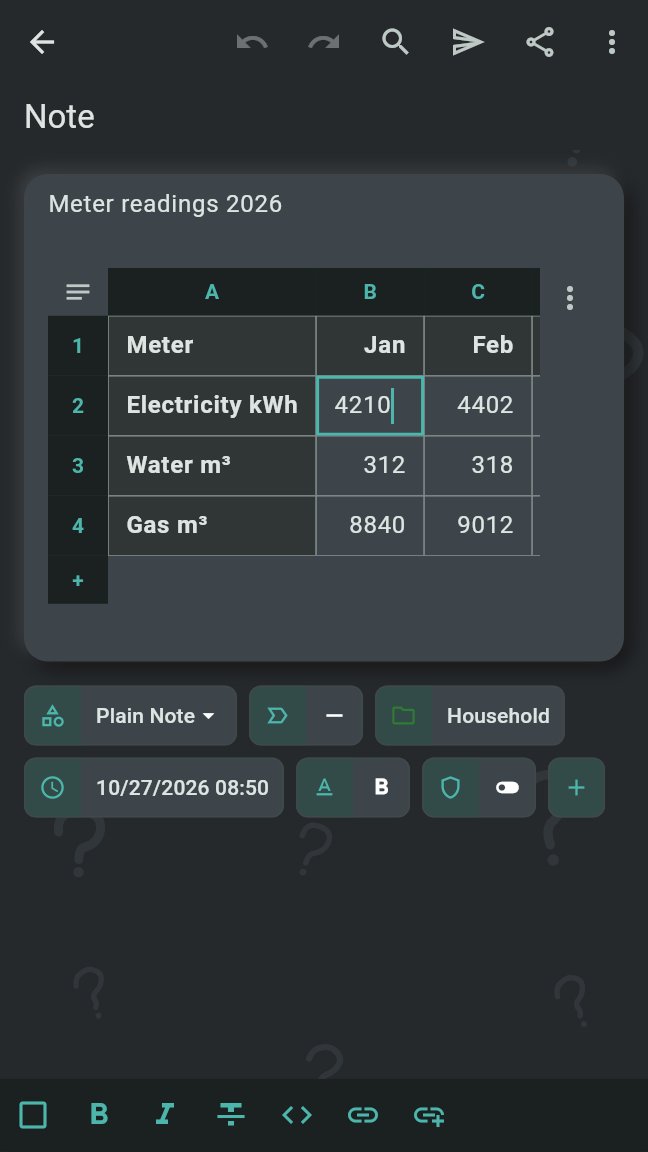 Note
Meter readings 2026
A B C
1 Meter Jan Feb
2 Electricity kWh 4210 4402
3 Water m³ 312 318
4 Gas m³ 8840 9012
+
Plain Note Household
10/27/2026 08:50 A B +
B I T